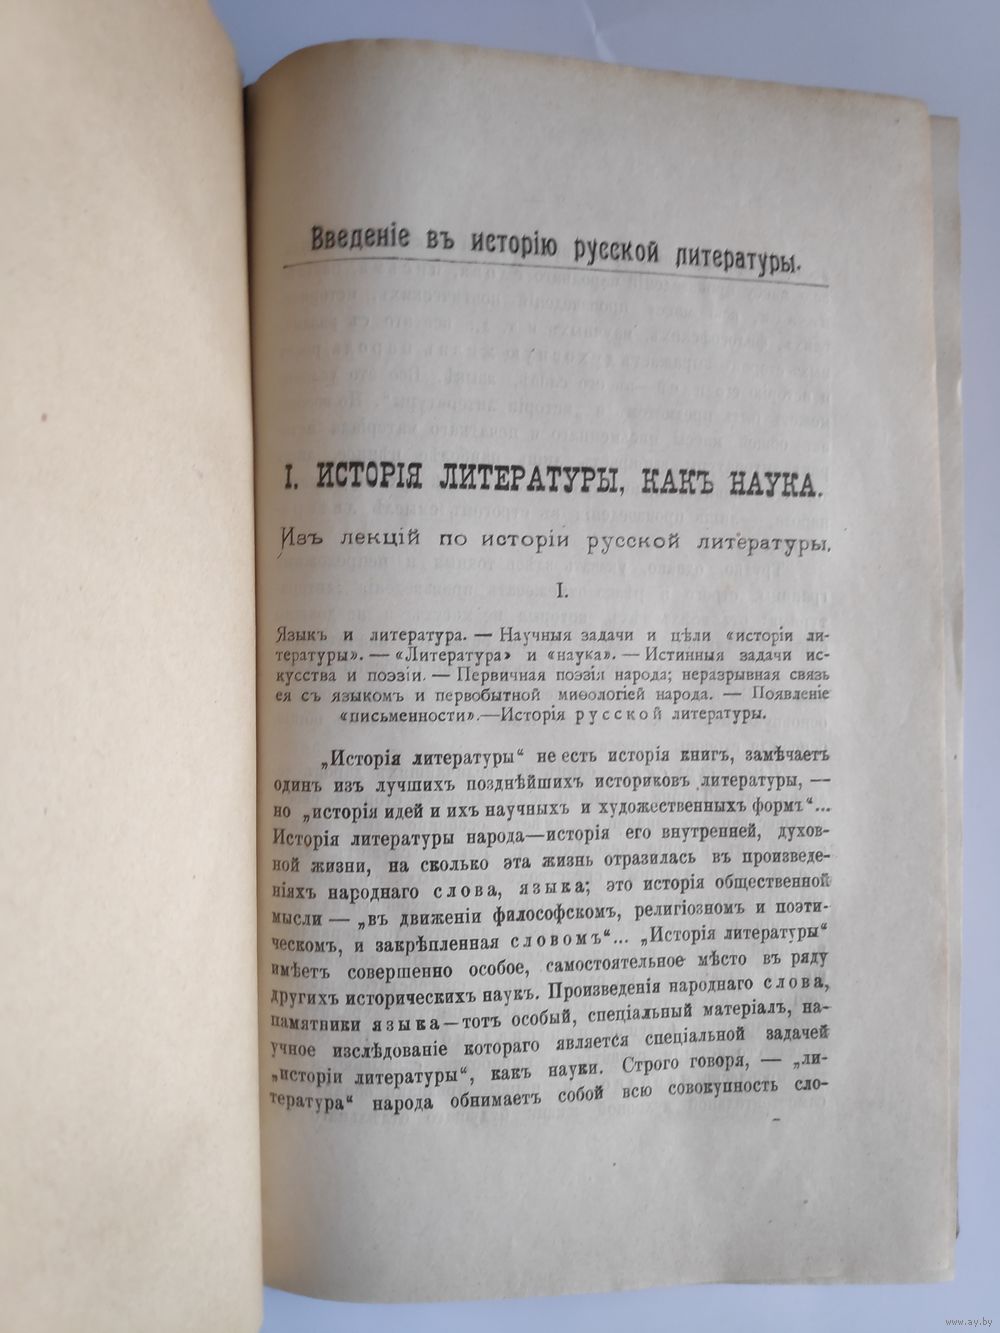 Введеніе въ исторію русской литературы.
I. ИСТОРІЯ ЛИТЕРАТУРЫ, КАКЪ НАУКА.
Изъ лекцій по исторіи русской литературы.
I.
Языкъ и литература. — Научныя задачи и цѣли «исторіи ли-
тературы». — «Литература» и «наука». — Истинныя задачи ис-
кусства и поэзіи. — Первичная поэзія народа; неразрывная связь
ея съ языкомъ и первобытной миѳологіей народа. — Появленіе
«письменности».—Исторія русской литературы.
„Исторія литературы“ не есть исторія книгъ, замѣчаетъ
одинъ изъ лучшихъ позднѣйшихъ историковъ литературы, —
но „исторія идей и ихъ научныхъ и художественныхъ формъ“...
Исторія литературы народа—исторія его внутренней, духов-
ной жизни, на сколько эта жизнь отразилась въ произведе-
ніяхъ народнаго слова, языка; это исторія общественной
мысли — „въ движеніи философскомъ, религіозномъ и поэти-
ческомъ, и закрѣпленная словомъ“... „Исторія литературы“
имѣетъ совершенно особое, самостоятельное мѣсто въ ряду
другихъ историческихъ наукъ. Произведенія народнаго слова,
памятники языка—тотъ особый, спеціальный матеріалъ, на-
учное изслѣдованіе котораго является спеціальной задачей
„исторіи литературы“, какъ науки. Строго говоря, — „ли-
тература“ народа обнимаетъ собой всю совокупность сло-
www.ay.by